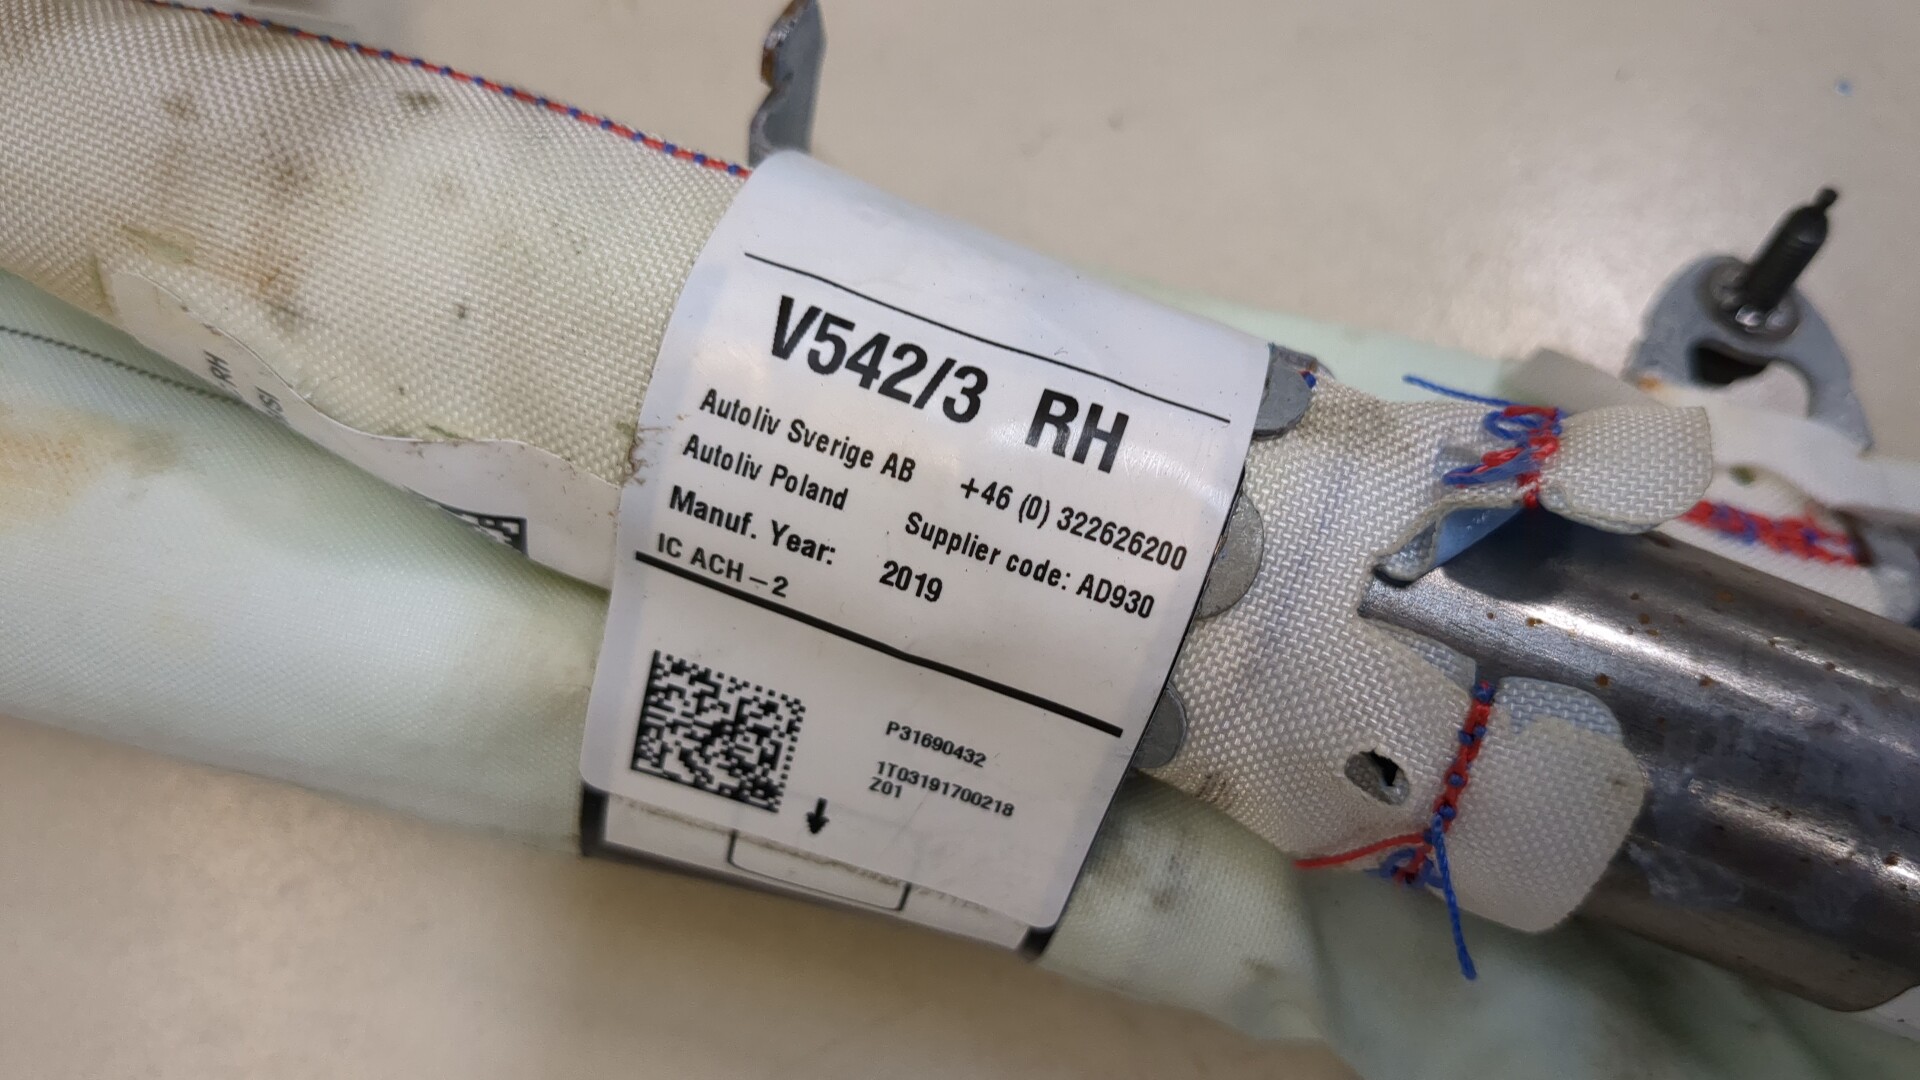 V542/3 RH
Autoliv Sverige AB +46 (0) 322626200
Autoliv Poland Supplier code: AD930
Manuf. Year: 2019
IC ACH-2
P31690432
1T03191700218
Z01
RH